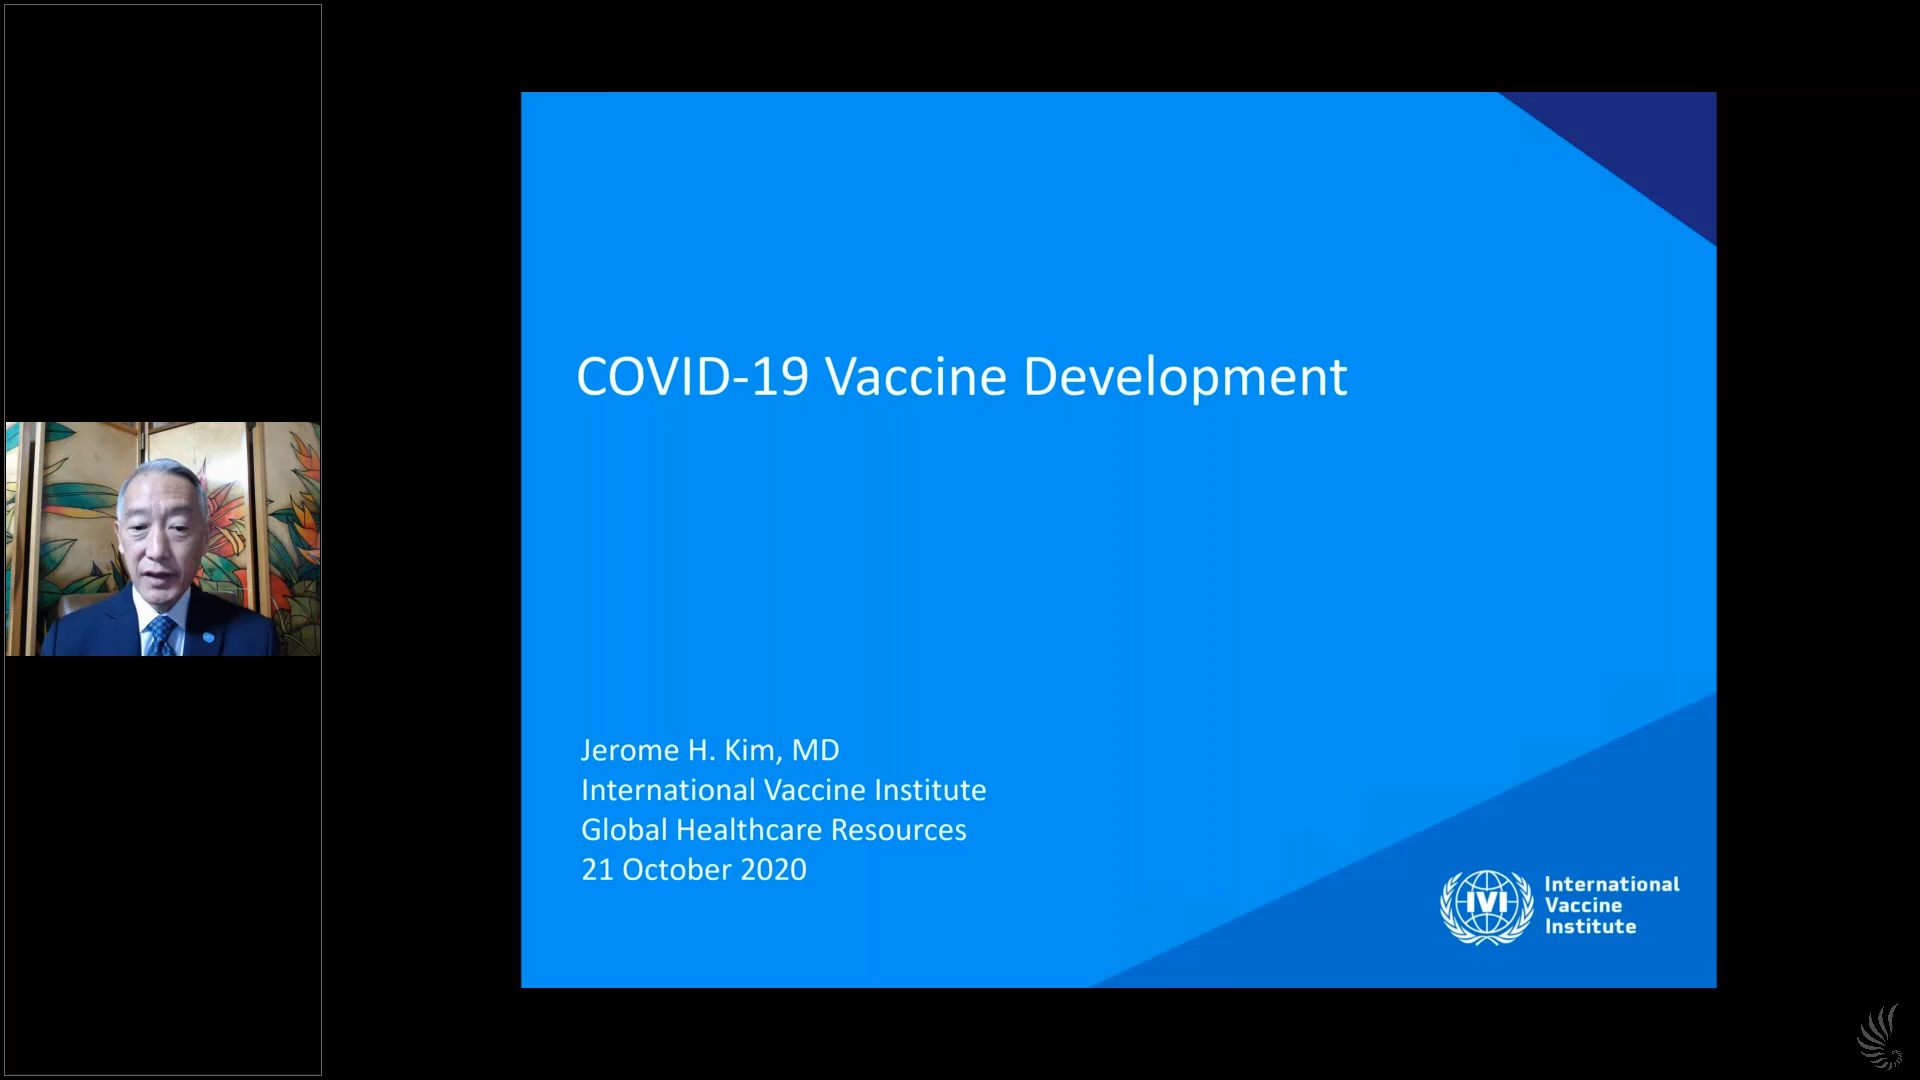 COVID-19 Vaccine Development
Jerome H. Kim, MD
International Vaccine Institute
Global Healthcare Resources
21 October 2020
IVI
International
Vaccine
Institute